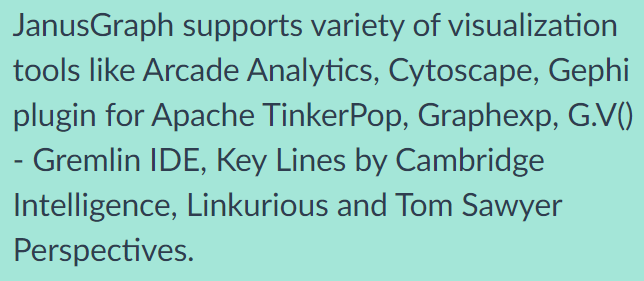 JanusGraph supports variety of visualization
tools like Arcade Analytics, Cytoscape, Gephi
plugin for Apache TinkerPop, Graphexp, G.V()
- Gremlin IDE, Key Lines by Cambridge
Intelligence, Linkurious and Tom Sawyer
Perspectives.